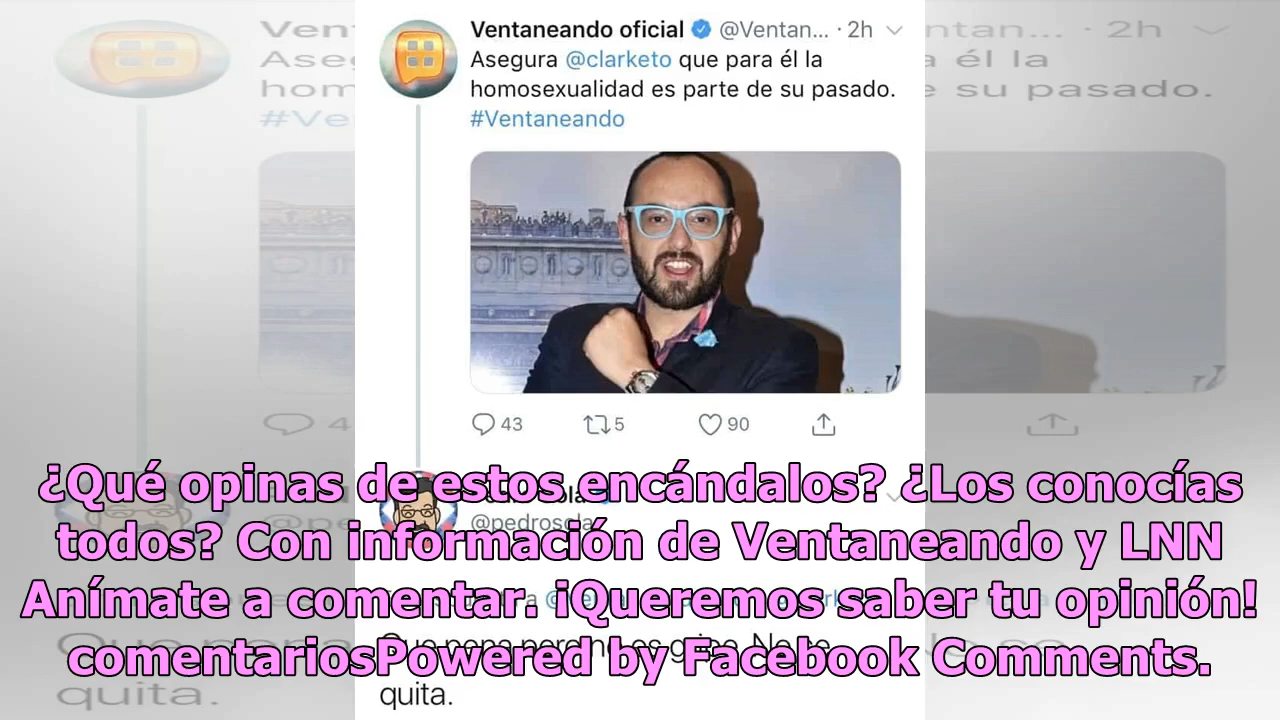 Ventaneando oficial @Ventan... · 2h
Asegura @clarketo que para él la
homosexualidad es parte de su pasado.
#Ventaneando
43
5
90
@pedrosola
¿Qué opinas de estos encándalos? ¿Los conocías
todos? Con información de Ventaneando y LNN
Anímate a comentar. ¡Queremos saber tu opinión!
comentariosPowered by Facebook Comments.
quita.